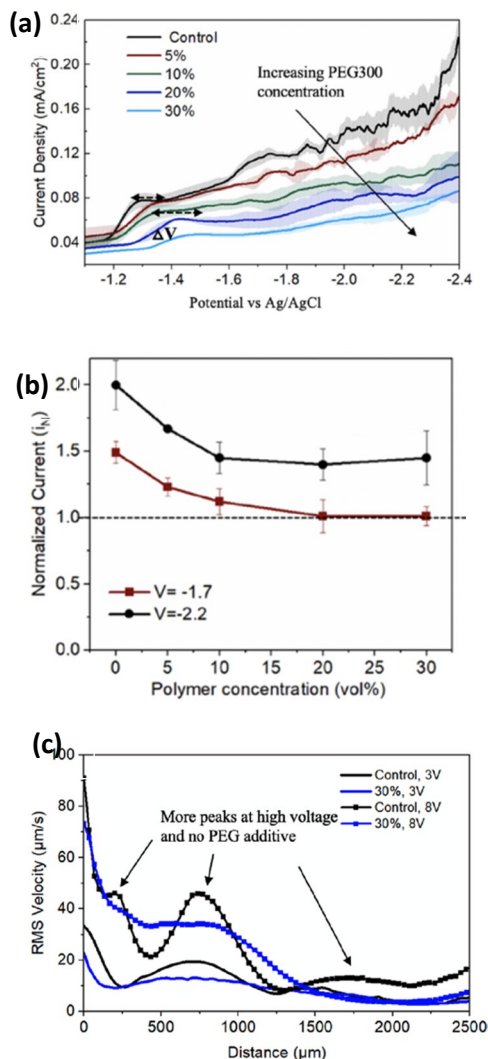 (a)
0.24
0.20
0.16
0.12
0.08
0.04
Current Density (mA/cm²)
Control
5%
10%
20%
30%
Increasing PEG300
concentration
ΔV
-1.2 -1.4 -1.6 -1.8 -2.0 -2.2 -2.4
Potential vs Ag/AgCl
(b)
2.0
1.5
1.0
0.5
0.0
Normalized Current (iN)
V= -1.7
V=-2.2
0 5 10 15 20 25 30
Polymer concentration (vol%)
(c)
100
80
60
40
20
0
RMS Velocity (µm/s)
Control, 3V
30%, 3V
Control, 8V
30%, 8V
More peaks at high voltage
and no PEG additive
0 500 1000 1500 2000 2500
Distance (µm)